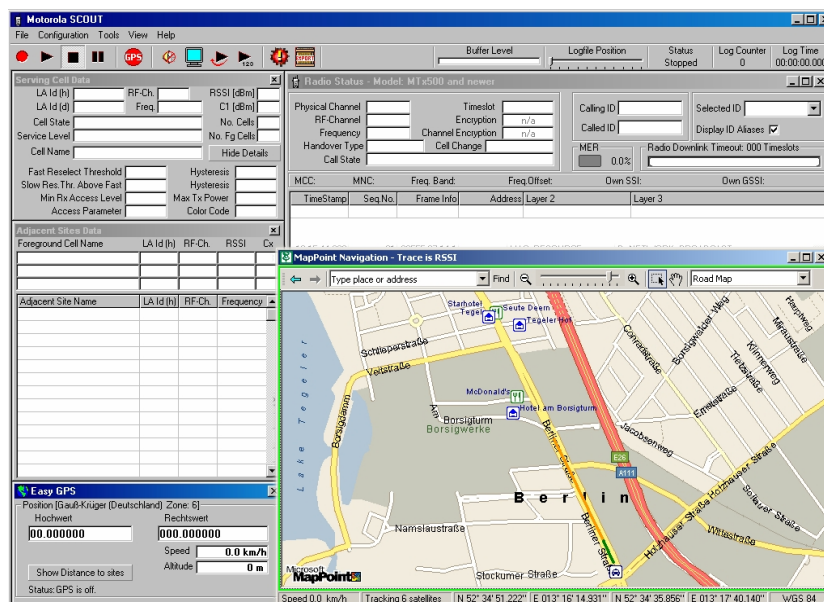 Motorola SCOUT
File Configuration Tools View Help
GPS
120
EXPORT
Buffer Level
Logfile Position
Status
Stopped
Log Counter
0
Log Time
00:00:00.000
Serving Cell Data
LA Id (h) RF-Ch. RSSI [dBm]
LA Id (d) Freq. C1 [dBm]
Cell State No. Cells
Service Level No. Fg Cells
Cell Name Hide Details
Fast Reselect Threshold Hysteresis
Slow Res.Thr. Above Fast Hysteresis
Min Rx Access Level Max Tx Power
Access Parameter Color Code
Radio Status - Model: MTx500 and newer
Physical Channel Timeslot
RF-Channel Encryption n/a
Frequency Channel Encryption n/a
Handover Type Cell Change
Call State
Calling ID
Called ID
Selected ID
Display ID Aliases
MER
0.0%
Radio Downlink Timeout: 000 Timeslots
MCC: MNC: Freq. Band: Freq.Offset: Own SSI: Own GSSI:
TimeStamp Seq.No. Frame Info Address Layer 2 Layer 3
Adjacent Sites Data
Foreground Cell Name LA Id (h) RF-Ch. RSSI Cx
Adjacent Site Name LA Id (h) RF-Ch. Frequency
MapPoint Navigation - Trace is RSSI
Type place or address Find Road Map
Starhotel Tegel
Seute Deern
Tegeler Hof
Schlieperstraße
Veitstraße
Lake Tegeler
Borsigdamm
McDonald's
Hotel am Borsigturm
Am Borsigturm
Borsigwerke
Berliner Straße
Conradstraße
Borsigwalder Weg
Tietzstraße
Klinnerweg
Miraustraße
Hauptweg
Ernststraße
Jacobsenweg
E26
A111
Berlin
Holzhauser Straße
Holzhauser Straße
Wittestraße
Namslaustraße
Berliner Straße
Stockumer Straße
Microsoft
MapPoint
Speed 0.0 km/h Tracking 6 satellites N 52° 34' 51.222" E 013° 16' 14.931" N 52° 34' 35.856" E 013° 17' 40.140" WGS 84
Easy GPS
Position [Gauß-Krüger (Deutschland) Zone: 6]
Hochwert Rechtswert
00.000000 000.000000
Speed 0.0 km/h
Altitude 0 m
Show Distance to sites
Status: GPS is off.